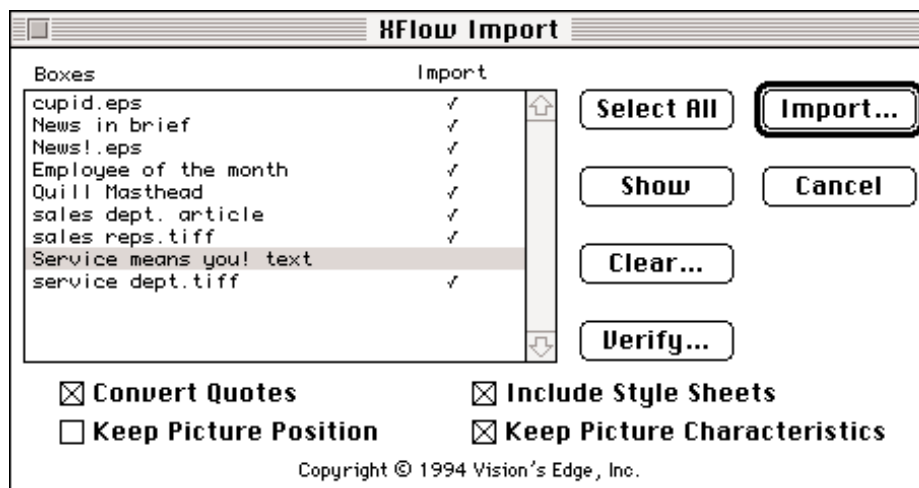 XFlow Import
Boxes Import
cupid.eps ✓
News in brief ✓
News!.eps ✓
Employee of the month ✓
Quill Masthead ✓
sales dept. article ✓
sales reps.tiff ✓
Service means you! text
service dept.tiff ✓
Select All
Import...
Show
Cancel
Clear...
Verify...
Convert Quotes
Include Style Sheets
Keep Picture Position
Keep Picture Characteristics
Copyright © 1994 Vision's Edge, Inc.